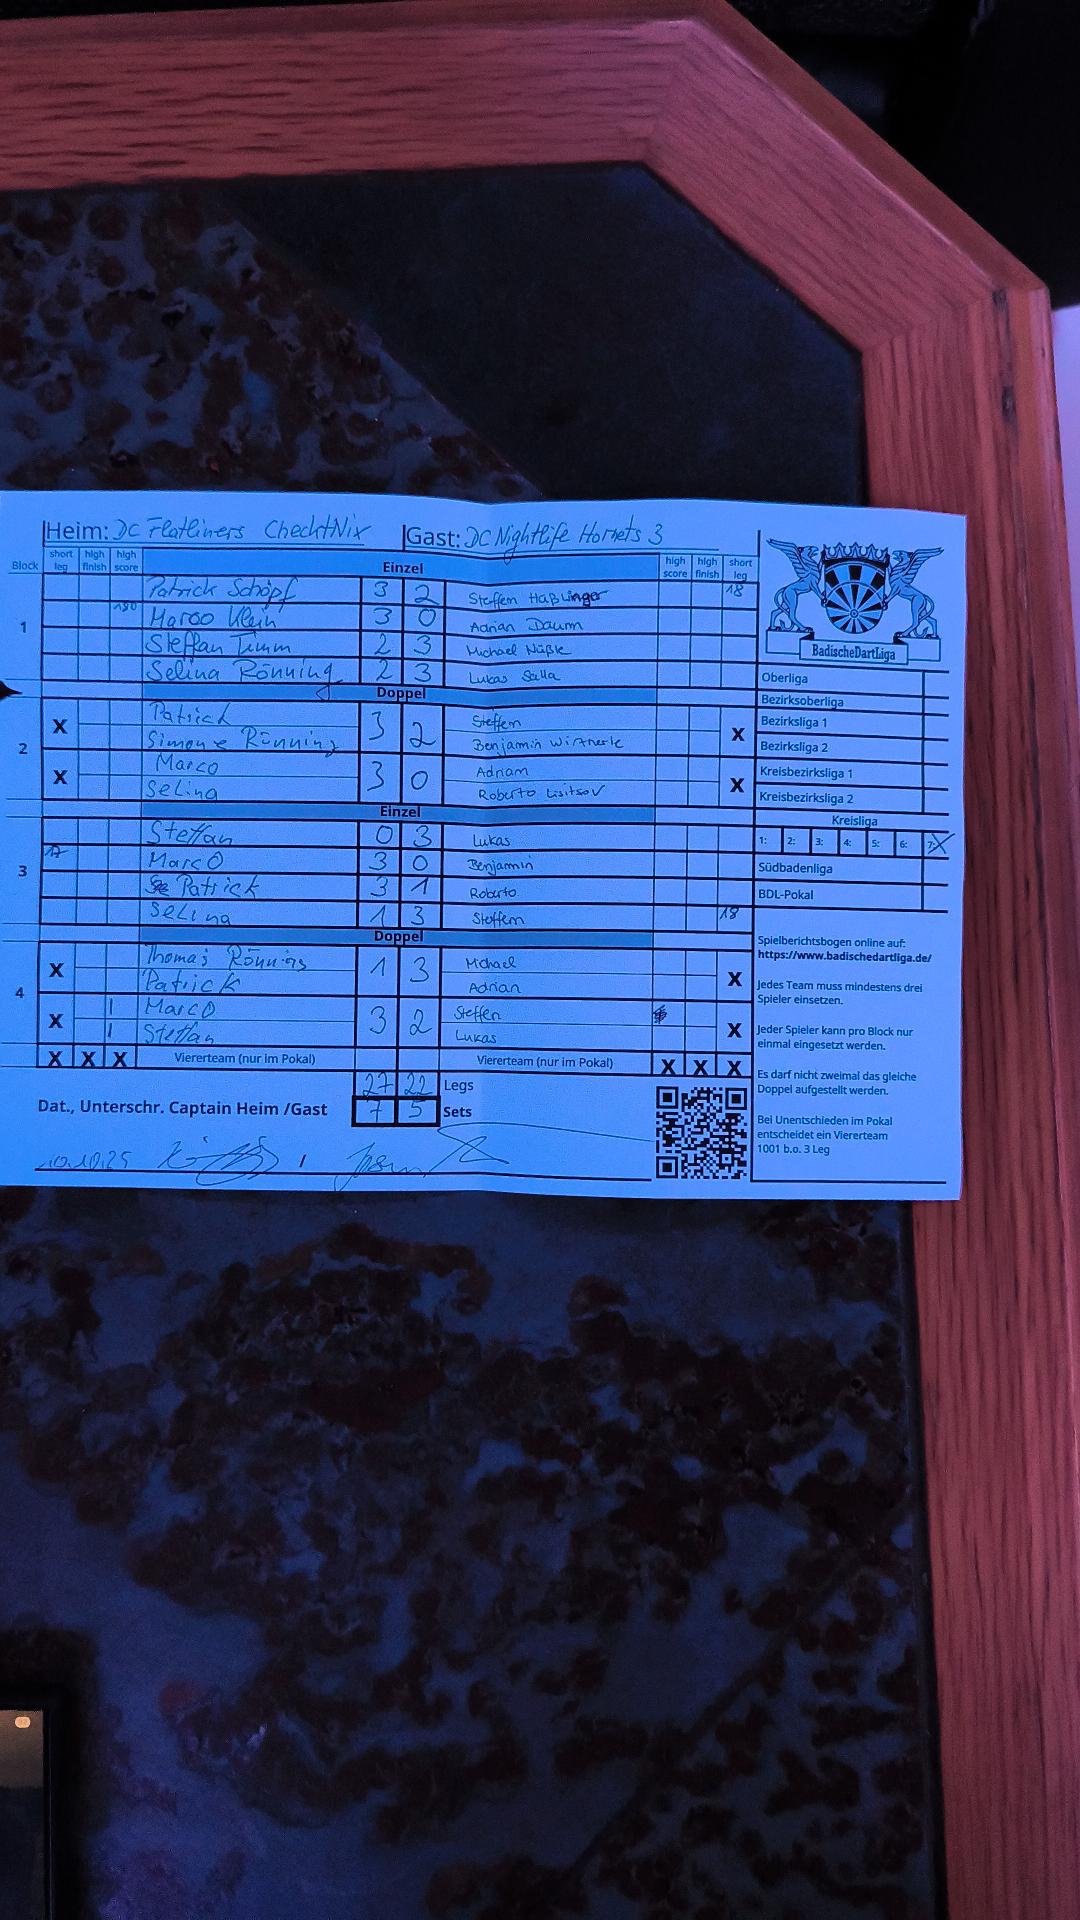 Heim: DC Flatliners ChecktNix Gast: DC Nightlife Hornets 3
Block short leg high finish high score Einzel high score high finish short leg
1
Patrick Schöpf 3 2 Steffen Haßlinger 18
180 Marco Klein 3 0 Adrian Daum
Steffan Timm 2 3 Michael Nüßle
Selina Rönning 2 3 Lukas Salla
Doppel
2
X Patrick 3 2 Steffen X
Simone Rönning Benjamin
X Marco 3 0 Adrian X
Selina Roberto Lisitsov
Einzel
3
Steffan 0 3 Lukas
17 Marco 3 0 Benjamin
Patrick 3 1 Roberto
Selina 1 3 Steffen 18
Doppel
4
X Thomas Rönning 1 3 Michael X
Patrick Adrian
X | Marco 3 2 Steffen X
| Steffan Lukas
X X X Viererteam (nur im Pokal) Viererteam (nur im Pokal) X X X
27 22 Legs
Dat., Unterschr. Captain Heim /Gast 7 5 Sets
10.10.25 /
BadischeDartLiga
Oberliga
Bezirksoberliga
Bezirksliga 1
Bezirksliga 2
Kreisbezirksliga 1
Kreisbezirksliga 2
Kreisliga
1: 2: 3: 4: 5: 6: 7: X
Südbadenliga
BDL-Pokal
Spielberichtsbogen online auf:
https://www.badischedartliga.de/
Jedes Team muss mindestens drei
Spieler einsetzen.
Jeder Spieler kann pro Block nur
einmal eingesetzt werden.
Es darf nicht zweimal das gleiche
Doppel aufgestellt werden.
Bei Unentschieden im Pokal
entscheidet ein Viererteam
1001 b.o. 3 Leg